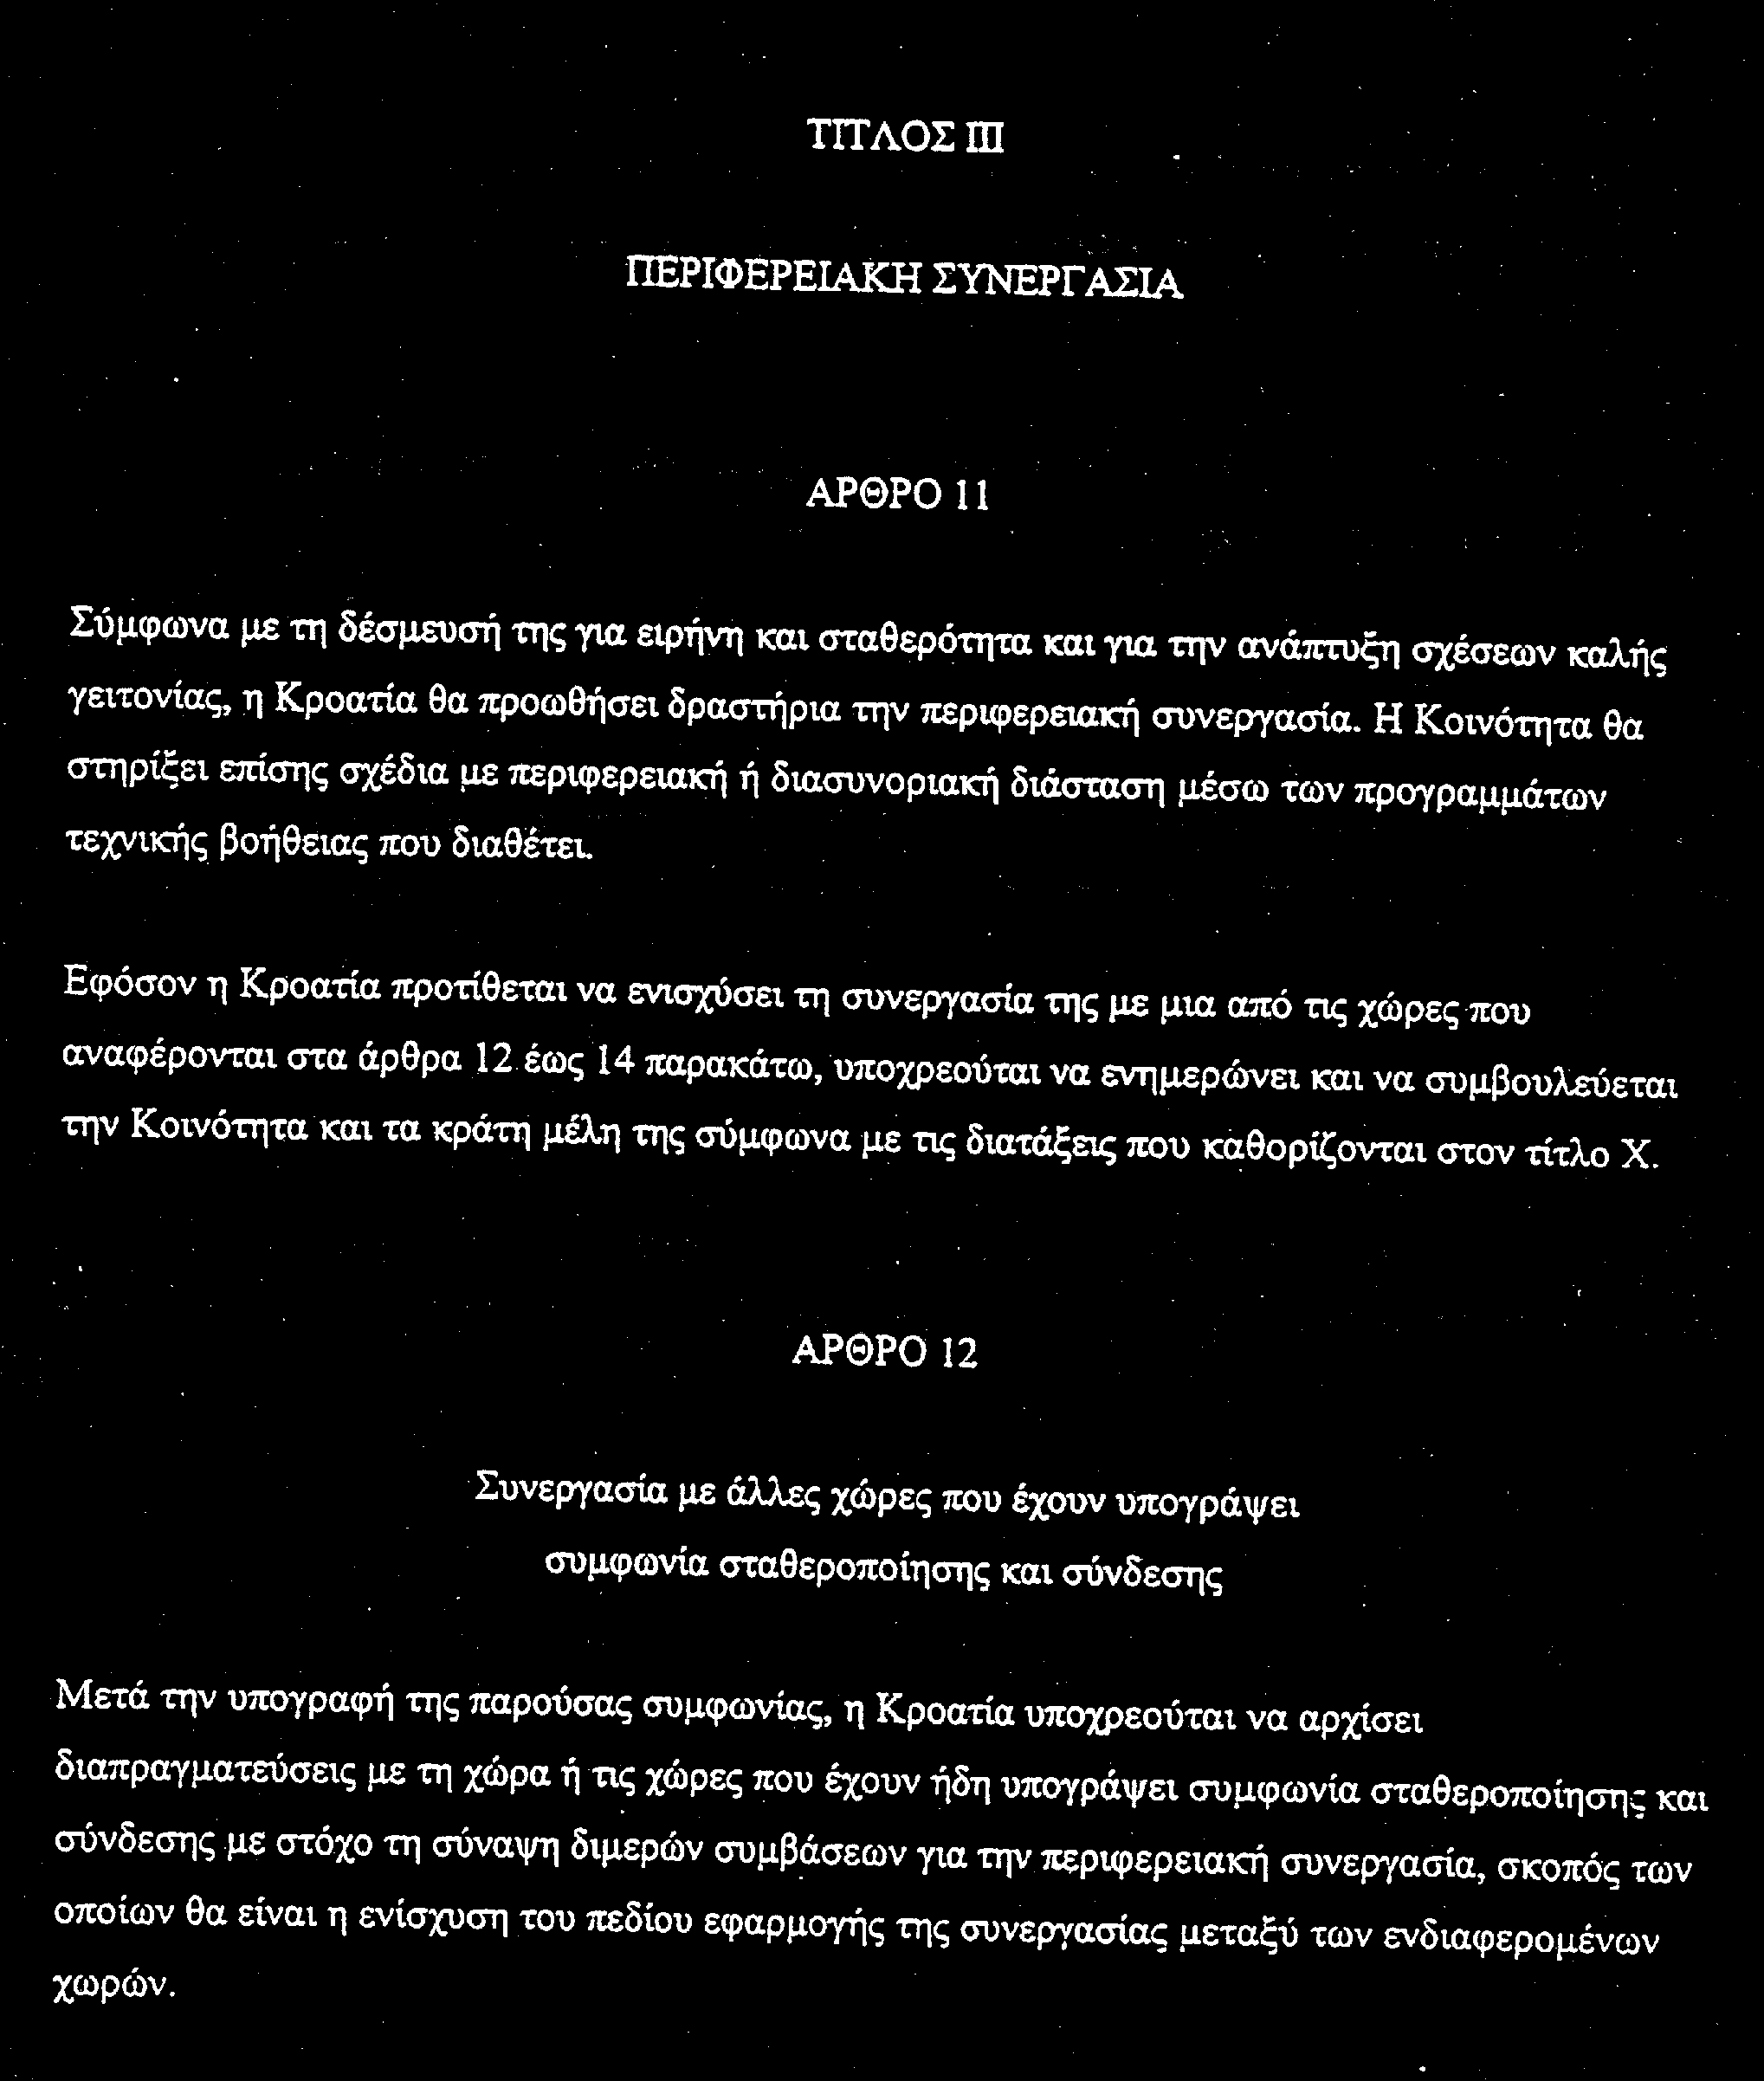 ΤΙΤΛΟΣ ΙΙΙ
ΠΕΡΙΦΕΡΕΙΑΚΗ ΣΥΝΕΡΓΑΣΙΑ
ΑΡΘΡΟ 11
Σύμφωνα με τη δέσμευσή της για ειρήνη και σταθερότητα και για την ανάπτυξη σχέσεων καλής
γειτονίας, η Κροατία θα προωθήσει δραστήρια την περιφερειακή συνεργασία. Η Κοινότητα θα
στηρίξει επίσης σχέδια με περιφερειακή ή διασυνοριακή διάσταση μέσω των προγραμμάτων
τεχνικής βοήθειας που διαθέτει.
Εφόσον η Κροατία προτίθεται να ενισχύσει τη συνεργασία της με μια από τις χώρες που
αναφέρονται στα άρθρα 12 έως 14 παρακάτω, υποχρεούται να ενημερώνει και να συμβουλεύεται
την Κοινότητα και τα κράτη μέλη της σύμφωνα με τις διατάξεις που καθορίζονται στον τίτλο Χ.
ΑΡΘΡΟ 12
Συνεργασία με άλλες χώρες που έχουν υπογράψει
συμφωνία σταθεροποίησης και σύνδεσης
Μετά την υπογραφή της παρούσας συμφωνίας, η Κροατία υποχρεούται να αρχίσει
διαπραγματεύσεις με τη χώρα ή τις χώρες που έχουν ήδη υπογράψει συμφωνία σταθεροποίησης και
σύνδεσης με στόχο τη σύναψη διμερών συμβάσεων για την περιφερειακή συνεργασία, σκοπός των
οποίων θα είναι η ενίσχυση του πεδίου εφαρμογής της συνεργασίας μεταξύ των ενδιαφερομένων
χωρών.